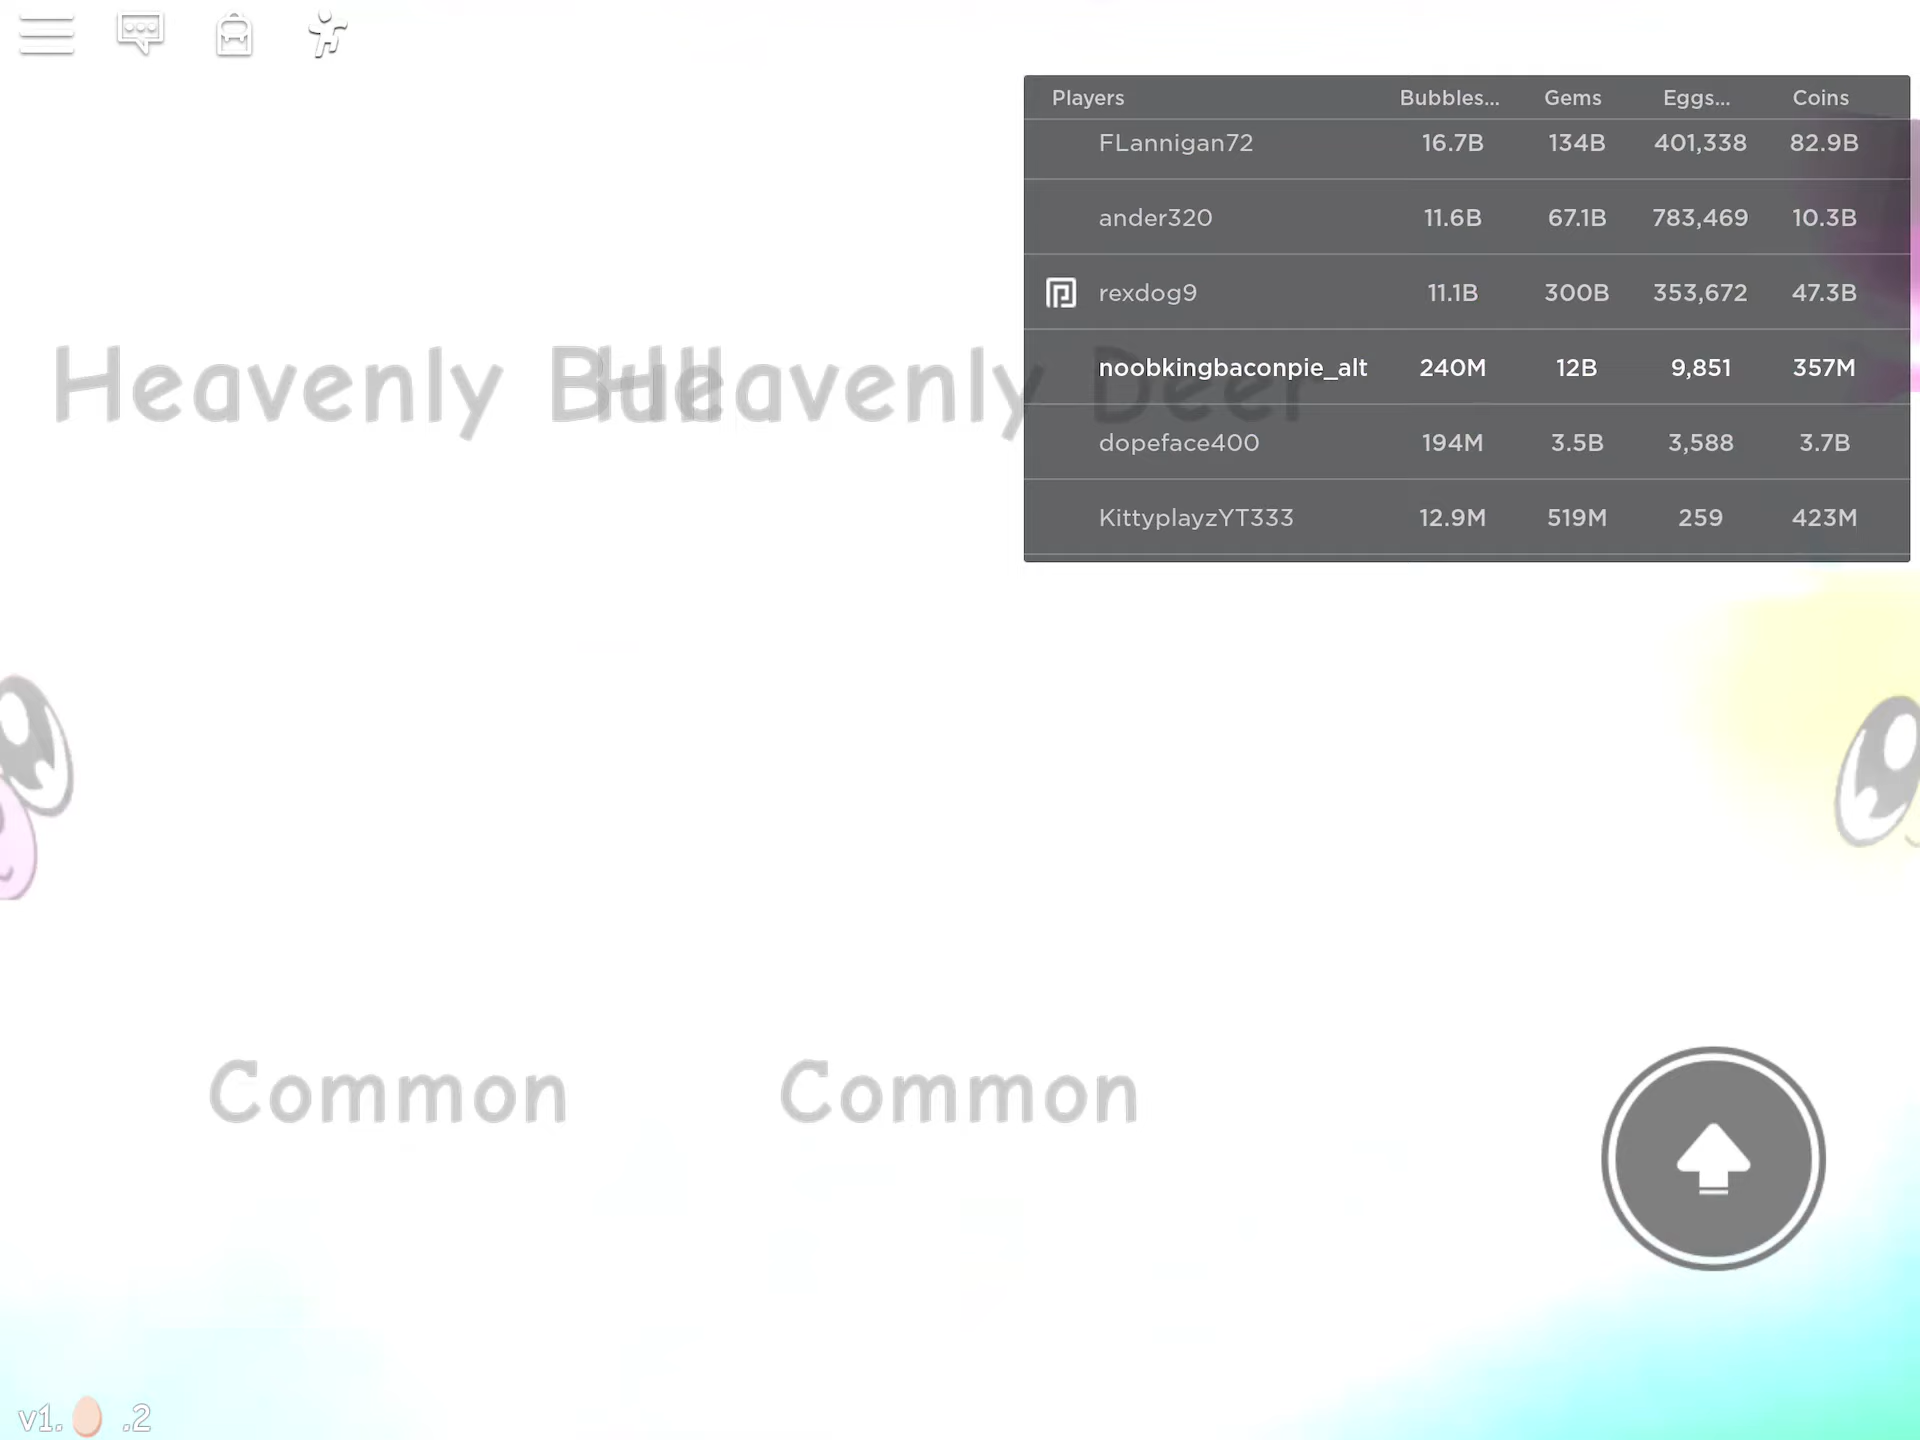 Players Bubbles... Gems Eggs... Coins
FLannigan72 16.7B 134B 401,338 82.9B
ander320 11.6B 67.1B 783,469 10.3B
rexdog9 11.1B 300B 353,672 47.3B
noobkingbaconpie_alt 240M 12B 9,851 357M
dopeface400 194M 3.5B 3,588 3.7B
KittyplayzYT333 12.9M 519M 259 423M
Heavenly Heavenly Deer
Common Common
v1. .2